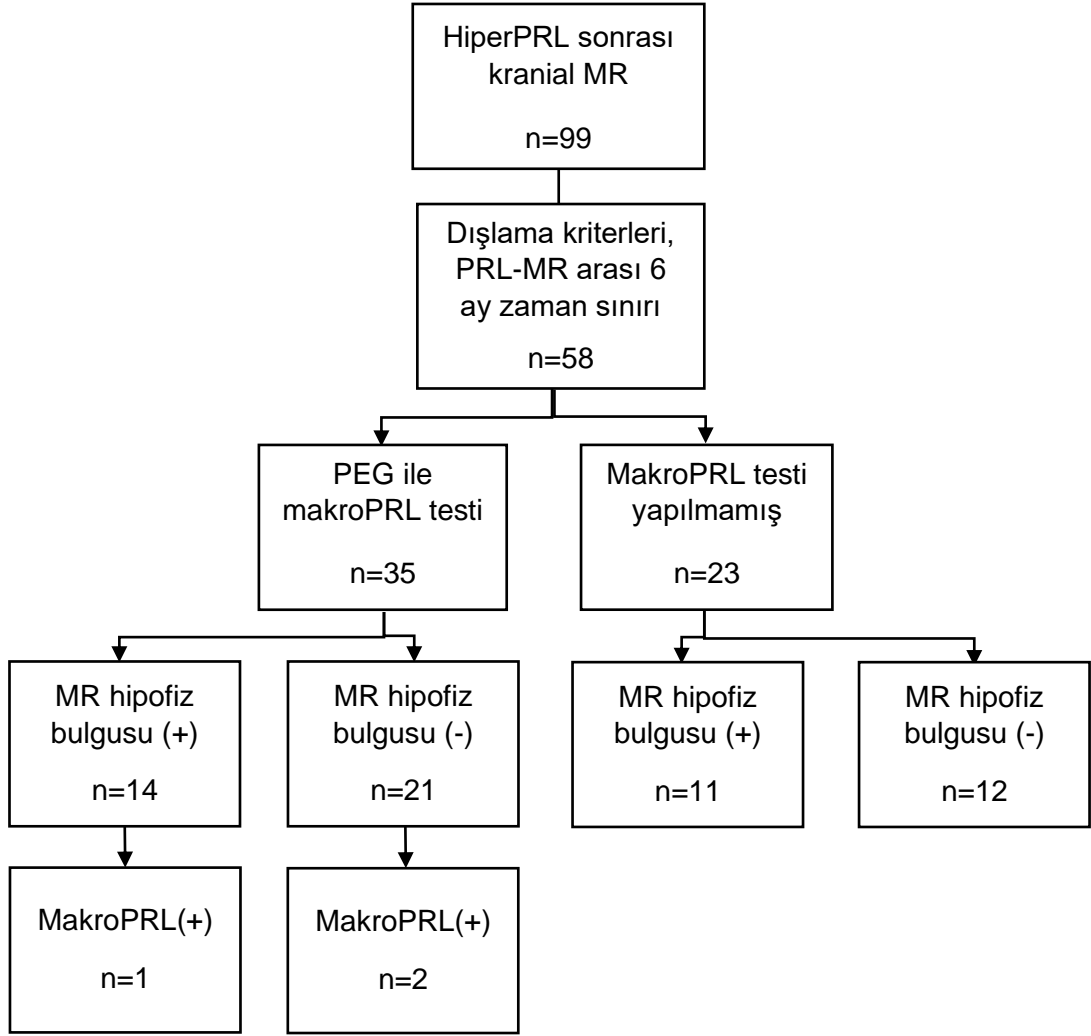 HiperPRL sonrası
kranial MR
n=99
Dışlama kriterleri,
PRL-MR arası 6
ay zaman sınırı
n=58
PEG ile
makroPRL testi
n=35
MakroPRL testi
yapılmamış
n=23
MR hipofiz
bulgusu (+)
n=14
MR hipofiz
bulgusu (-)
n=21
MR hipofiz
bulgusu (+)
n=11
MR hipofiz
bulgusu (-)
n=12
MakroPRL(+)
n=1
MakroPRL(+)
n=2